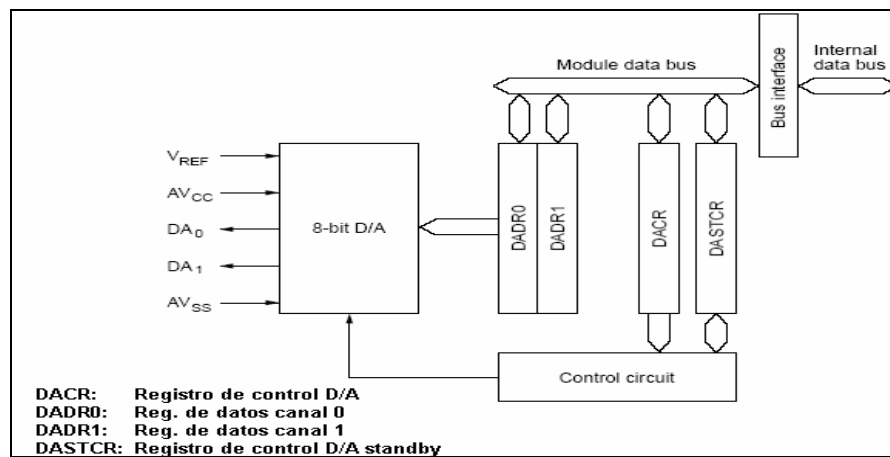 Module data bus
Internal
data bus
Bus interface
VREF
AVCC
DA0
DA1
AVSS
8-bit D/A
DADR0
DADR1
DACR
DASTCR
Control circuit
DACR: Registro de control D/A
DADR0: Reg. de datos canal 0
DADR1: Reg. de datos canal 1
DASTCR: Registro de control D/A standby